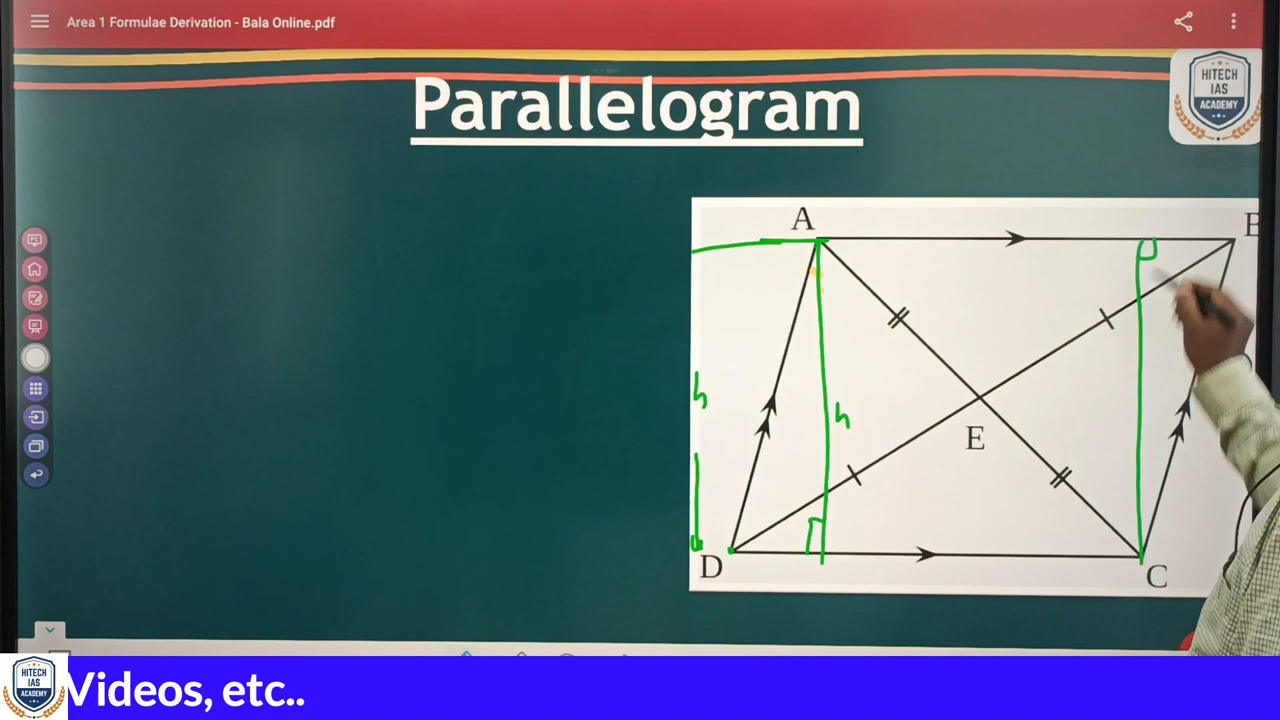 Area 1 Formulae Derivation - Bala Online.pdf
HITECH
IAS
ACADEMY
Parallelogram
A
B
h
h
E
D
C
HITECH
IAS
ACADEMY
Videos, etc..